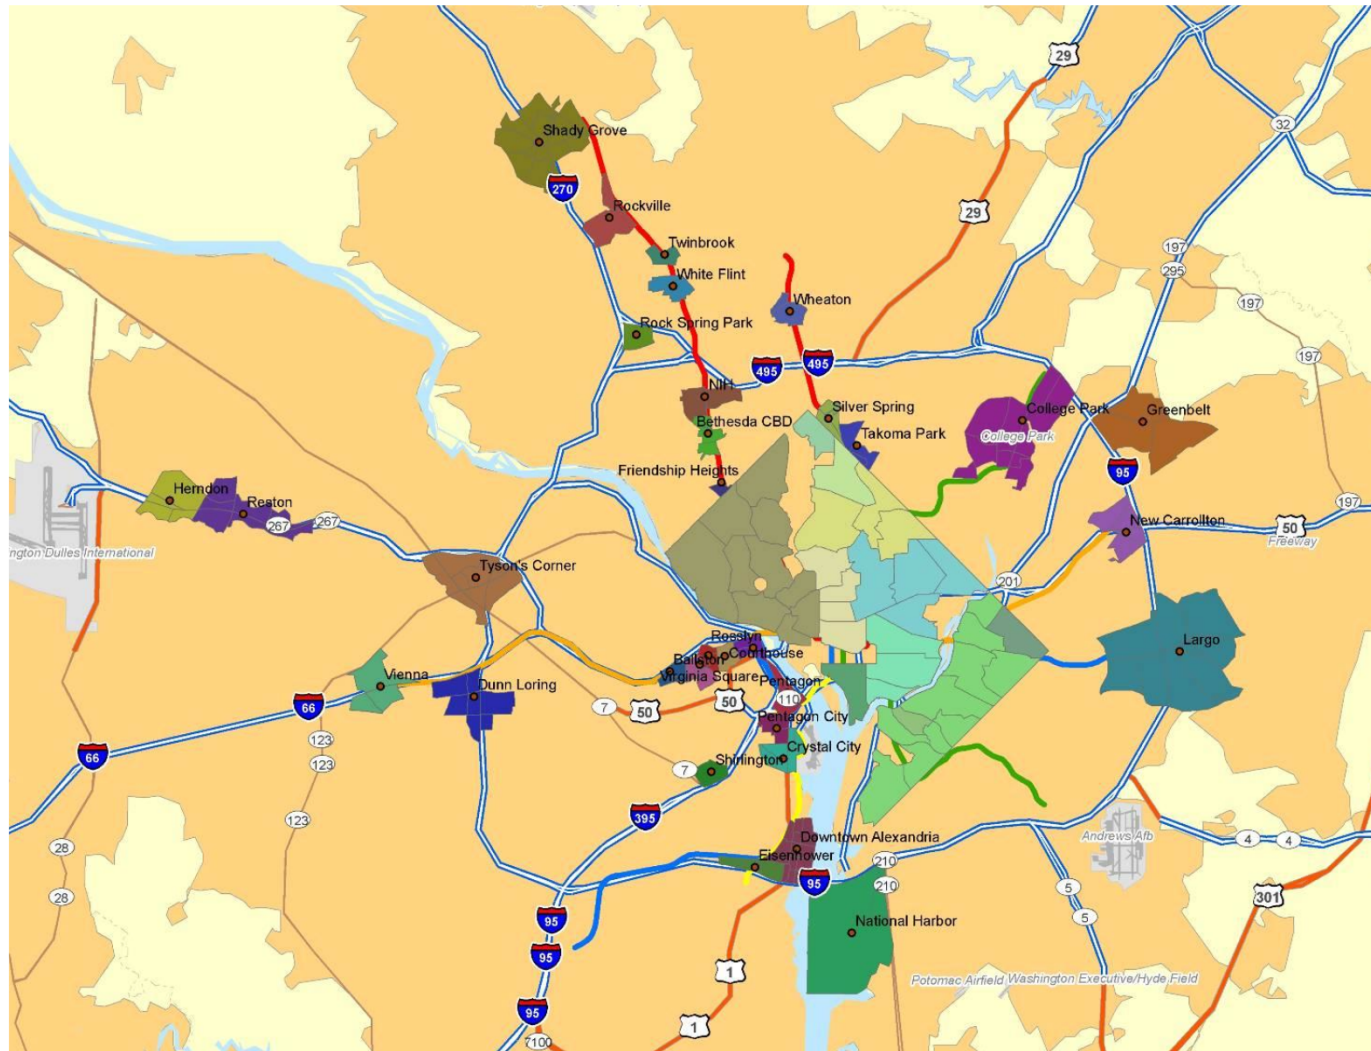 29
32
Shady Grove
270
Rockville
29
197
295
Twinbrook
White Flint
197
Wheaton
Rock Spring Park
197
495
495
NIH
Silver Spring
College Park
Greenbelt
Bethesda CBD
Takoma Park
College Park
Friendship Heights
95
Herndon
Reston
197
267
267
New Carrollton
50
Freeway
ngton Dulles International
Tyson's Corner
201
Rosslyn
Courthouse
Largo
Ballston
Virginia Square
Pentagon
Vienna
Dunn Loring
110
66
7
50
50
Pentagon City
123
Crystal City
66
123
Shirlington
7
395
123
Downtown Alexandria
Andrews Afb
4
4
28
Eisenhower
210
95
210
5
28
301
95
5
National Harbor
95
1
Potomac Airfield
Washington Executive/Hyde Field
95
1
7100